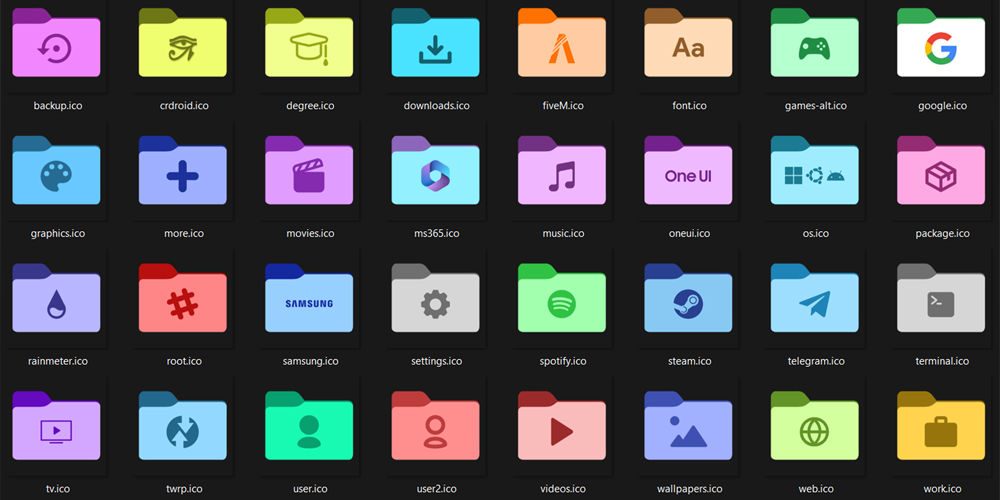 Aa
G
backup.ico
crdroid.ico
degree.ico
downloads.ico
fiveM.ico
font.ico
games-alt.ico
google.ico
One UI
graphics.ico
more.ico
movies.ico
ms365.ico
music.ico
oneui.ico
os.ico
package.ico
SAMSUNG
>_
rainmeter.ico
root.ico
samsung.ico
settings.ico
spotify.ico
steam.ico
telegram.ico
terminal.ico
tv.ico
twrp.ico
user.ico
user2.ico
videos.ico
wallpapers.ico
web.ico
work.ico